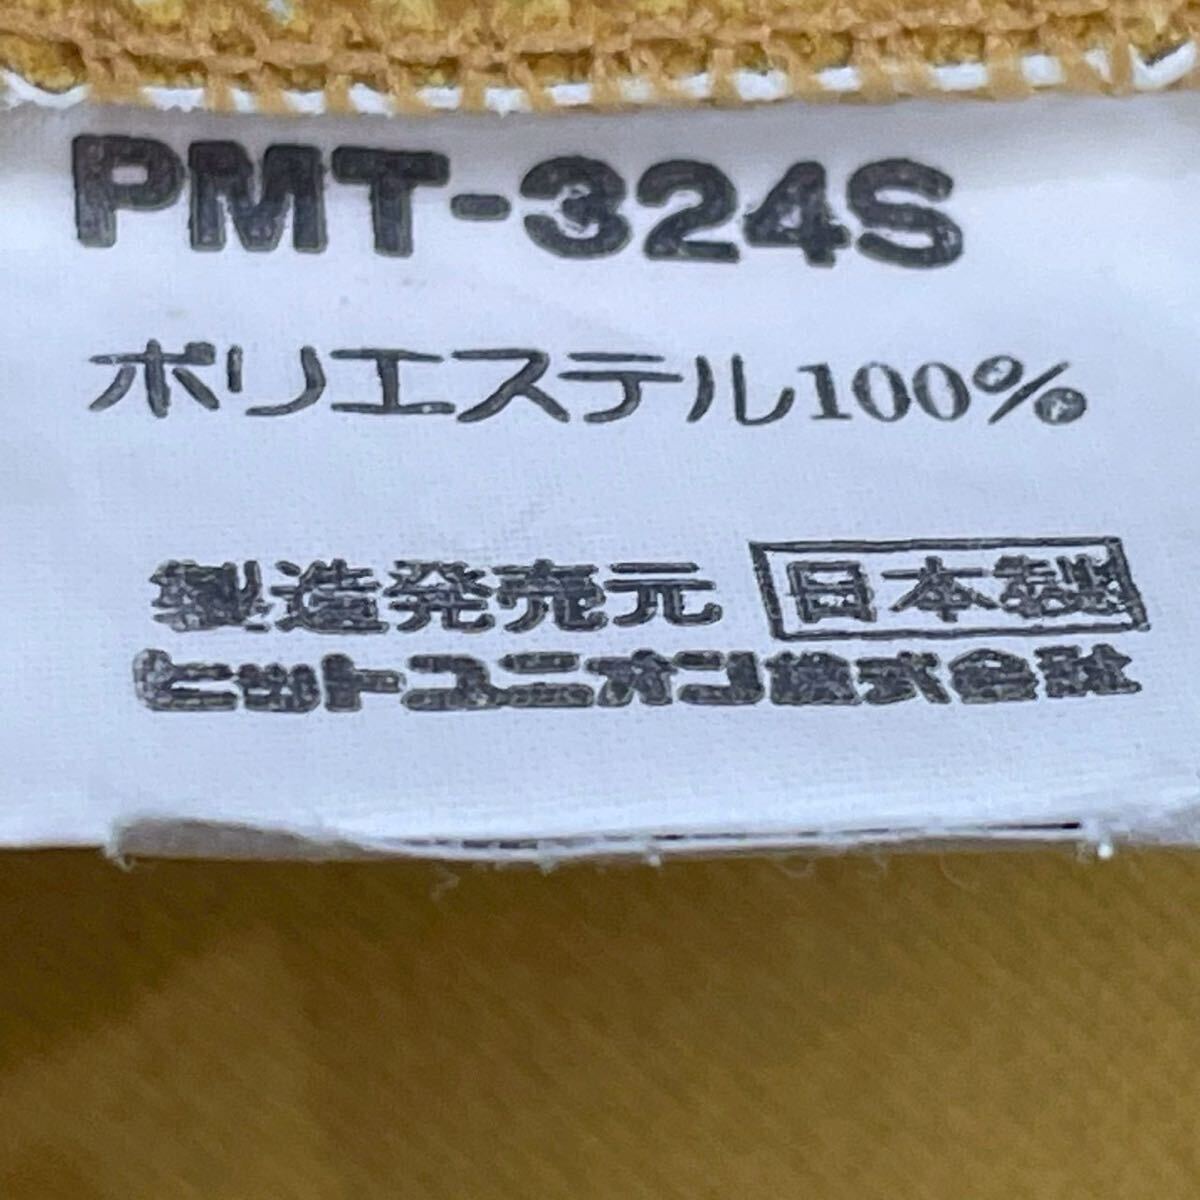 PMT-324S
ポリエステル100%
製造発売元 日本製
ヒットユニオン株式会社